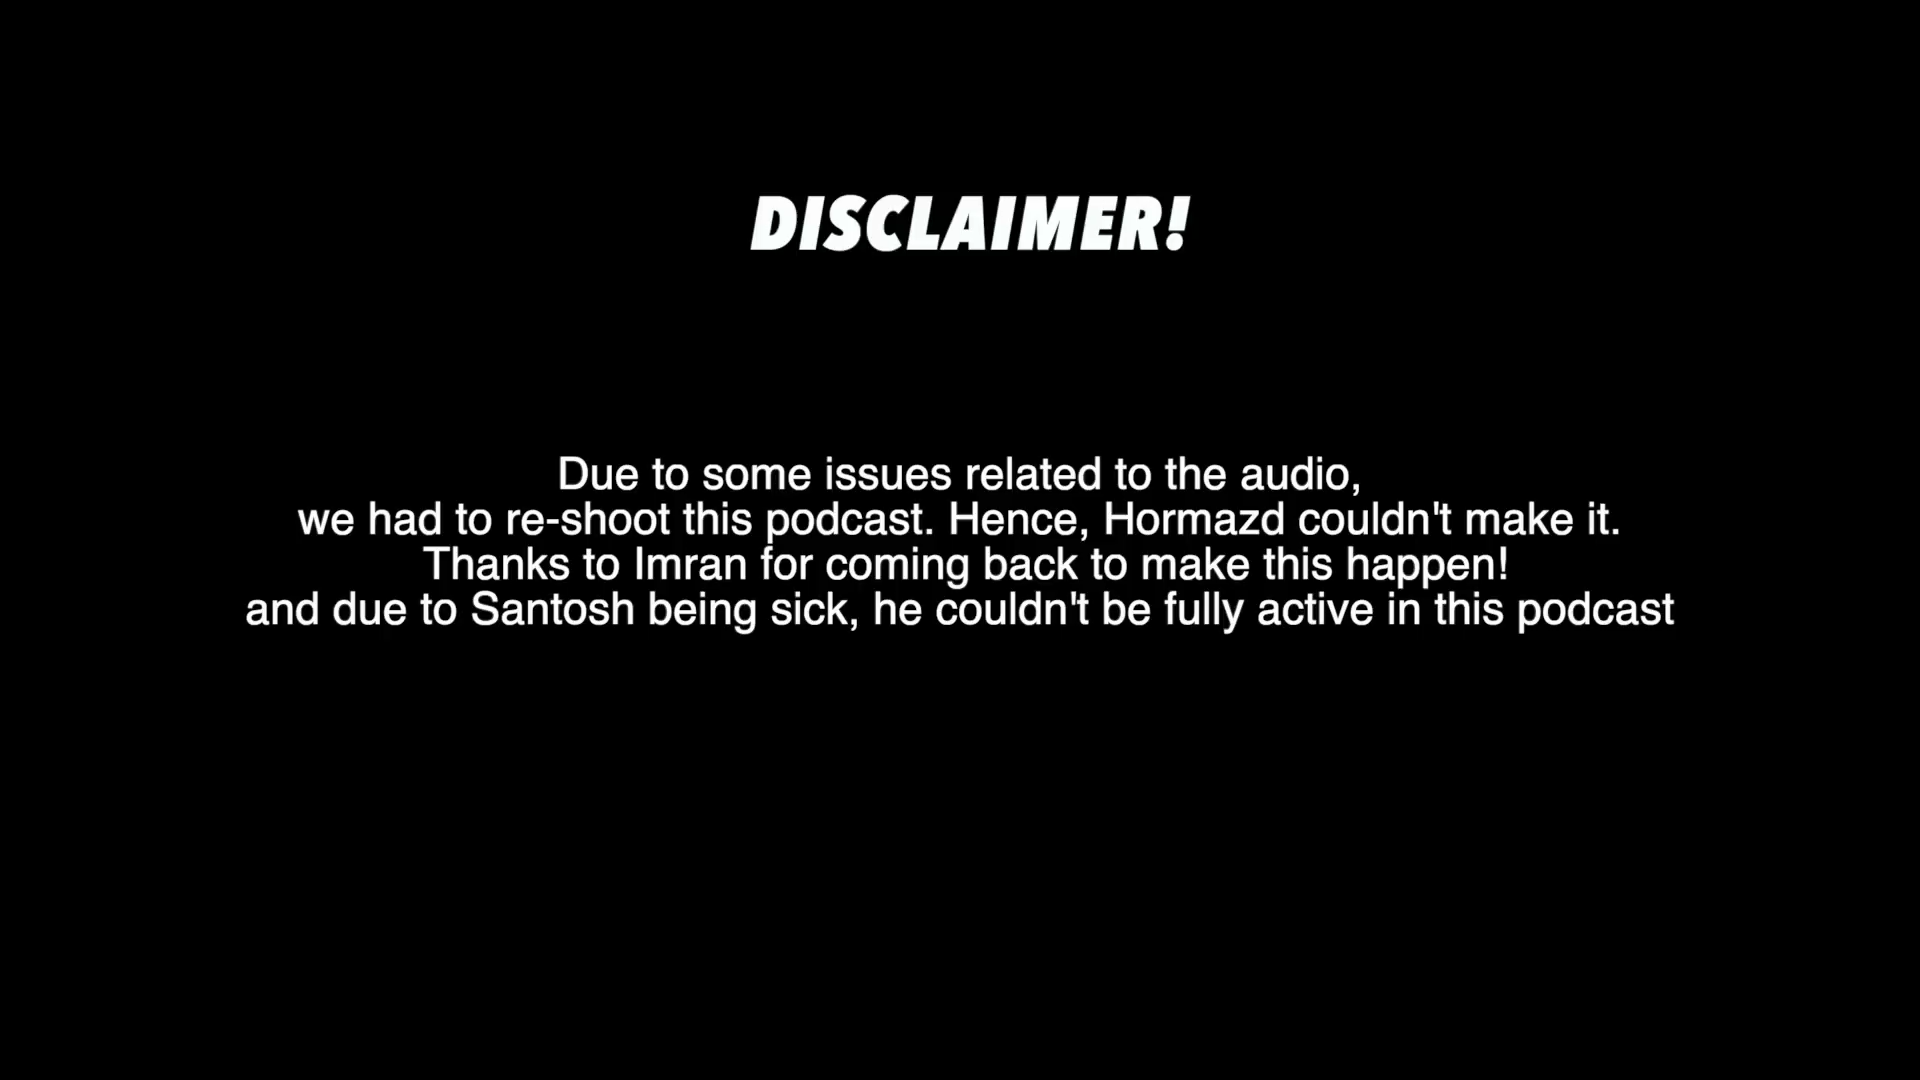 DISCLAIMER!
Due to some issues related to the audio,
we had to re-shoot this podcast. Hence, Hormazd couldn't make it.
Thanks to Imran for coming back to make this happen!
and due to Santosh being sick, he couldn't be fully active in this podcast